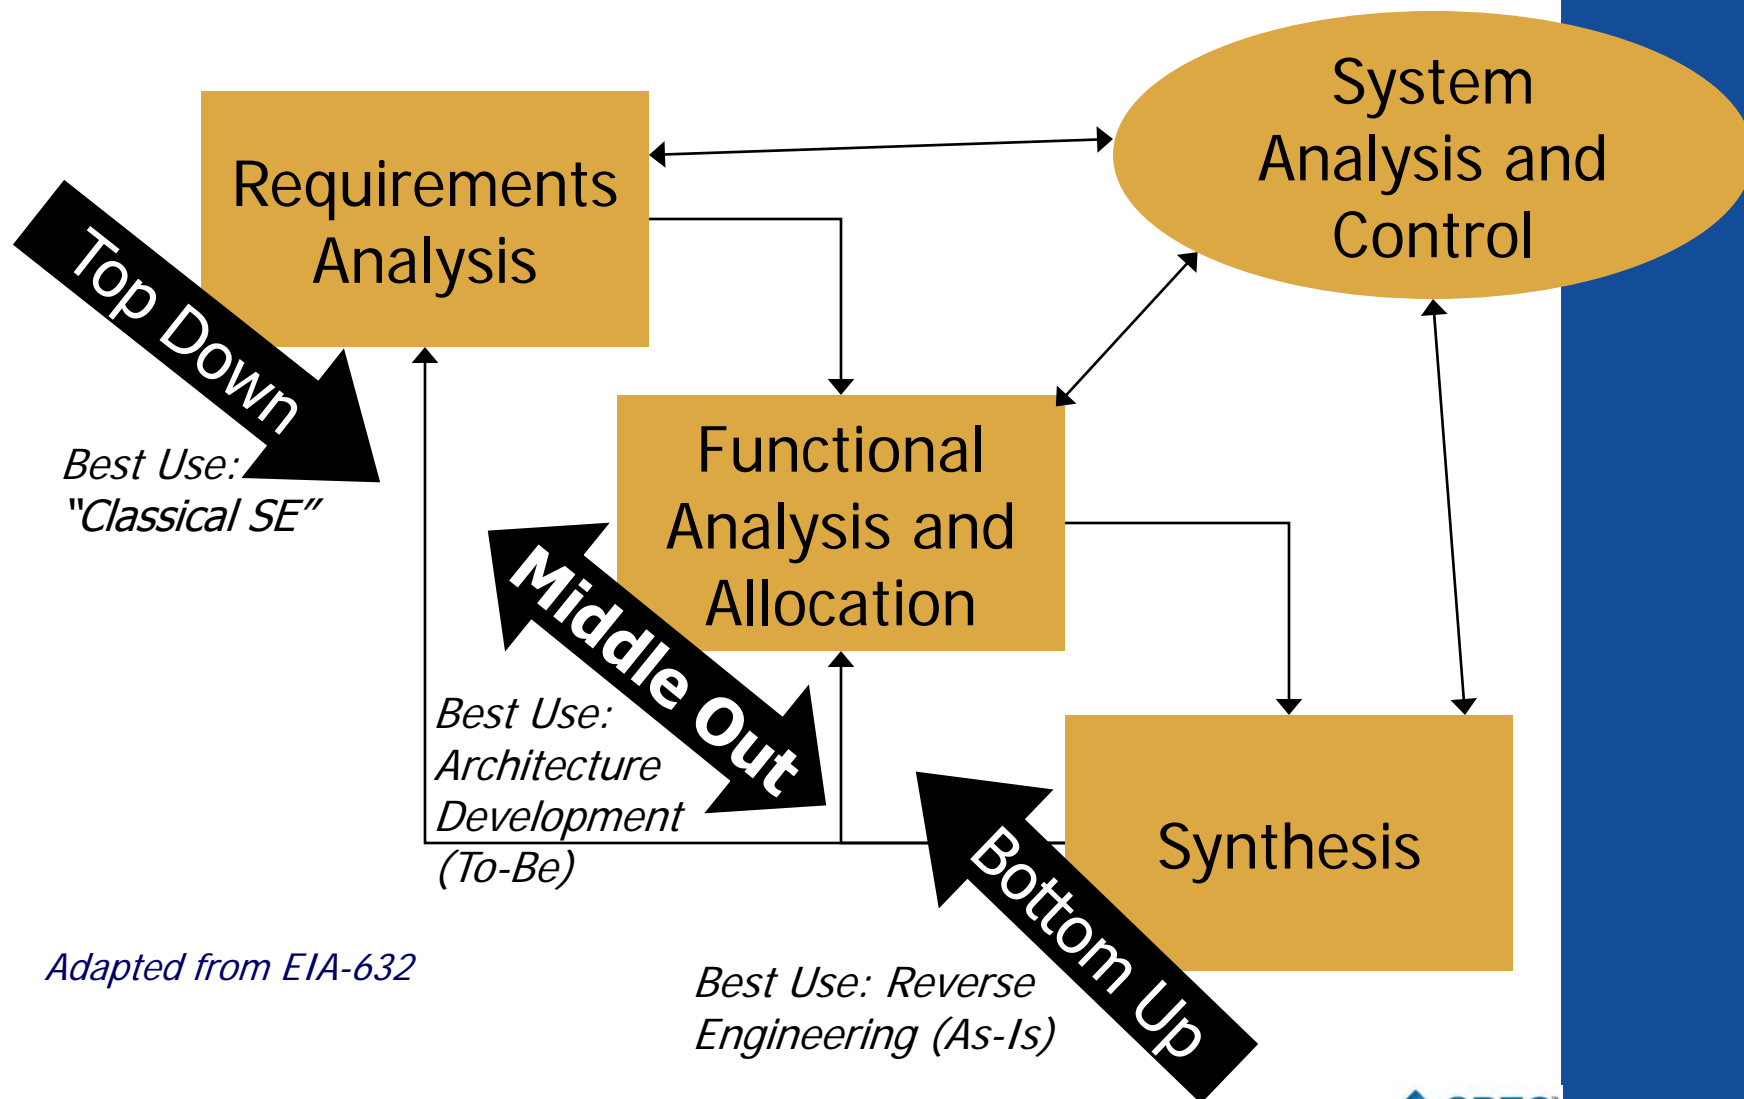 System
Analysis and
Control
Requirements
Analysis
Top Down
Best Use:
“Classical SE”
Functional
Analysis and
Allocation
Middle Out
Best Use:
Architecture
Development
(To-Be)
Synthesis
Bottom Up
Best Use: Reverse
Engineering (As-Is)
Adapted from EIA-632